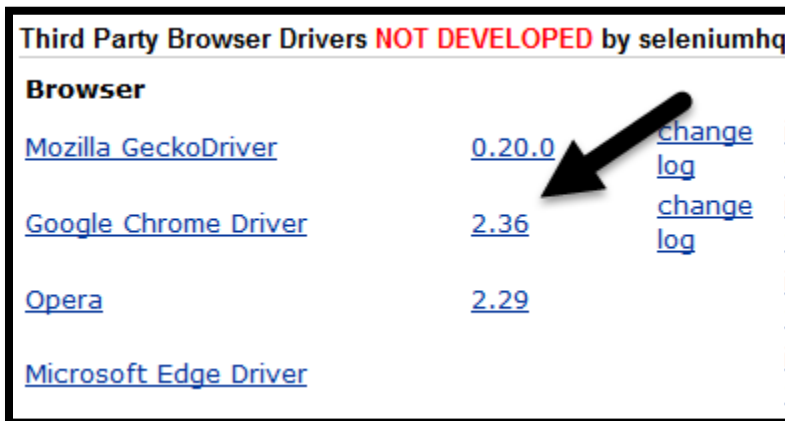 Third Party Browser Drivers NOT DEVELOPED by seleniumhq
Browser
Mozilla GeckoDriver 0.20.0 change log
Google Chrome Driver 2.36 change log
Opera 2.29
Microsoft Edge Driver